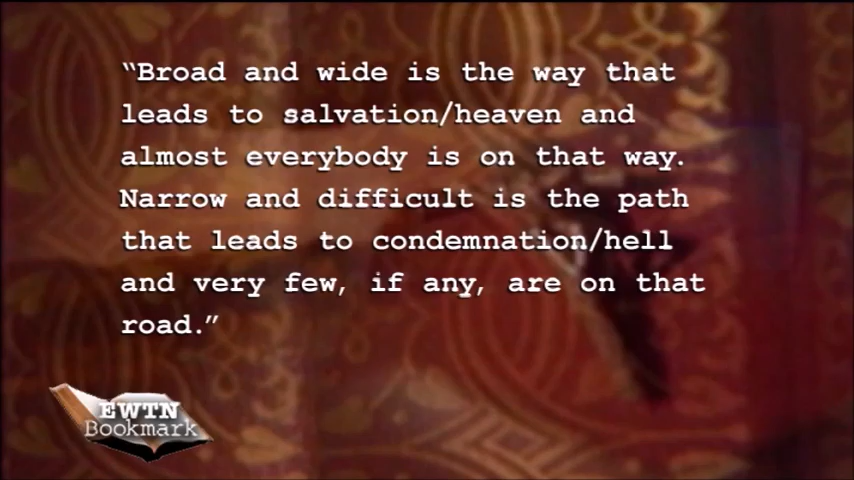 “Broad and wide is the way that
leads to salvation/heaven and
almost everybody is on that way.
Narrow and difficult is the path
that leads to condemnation/hell
and very few, if any, are on that
road.”
EWTN
Bookmark